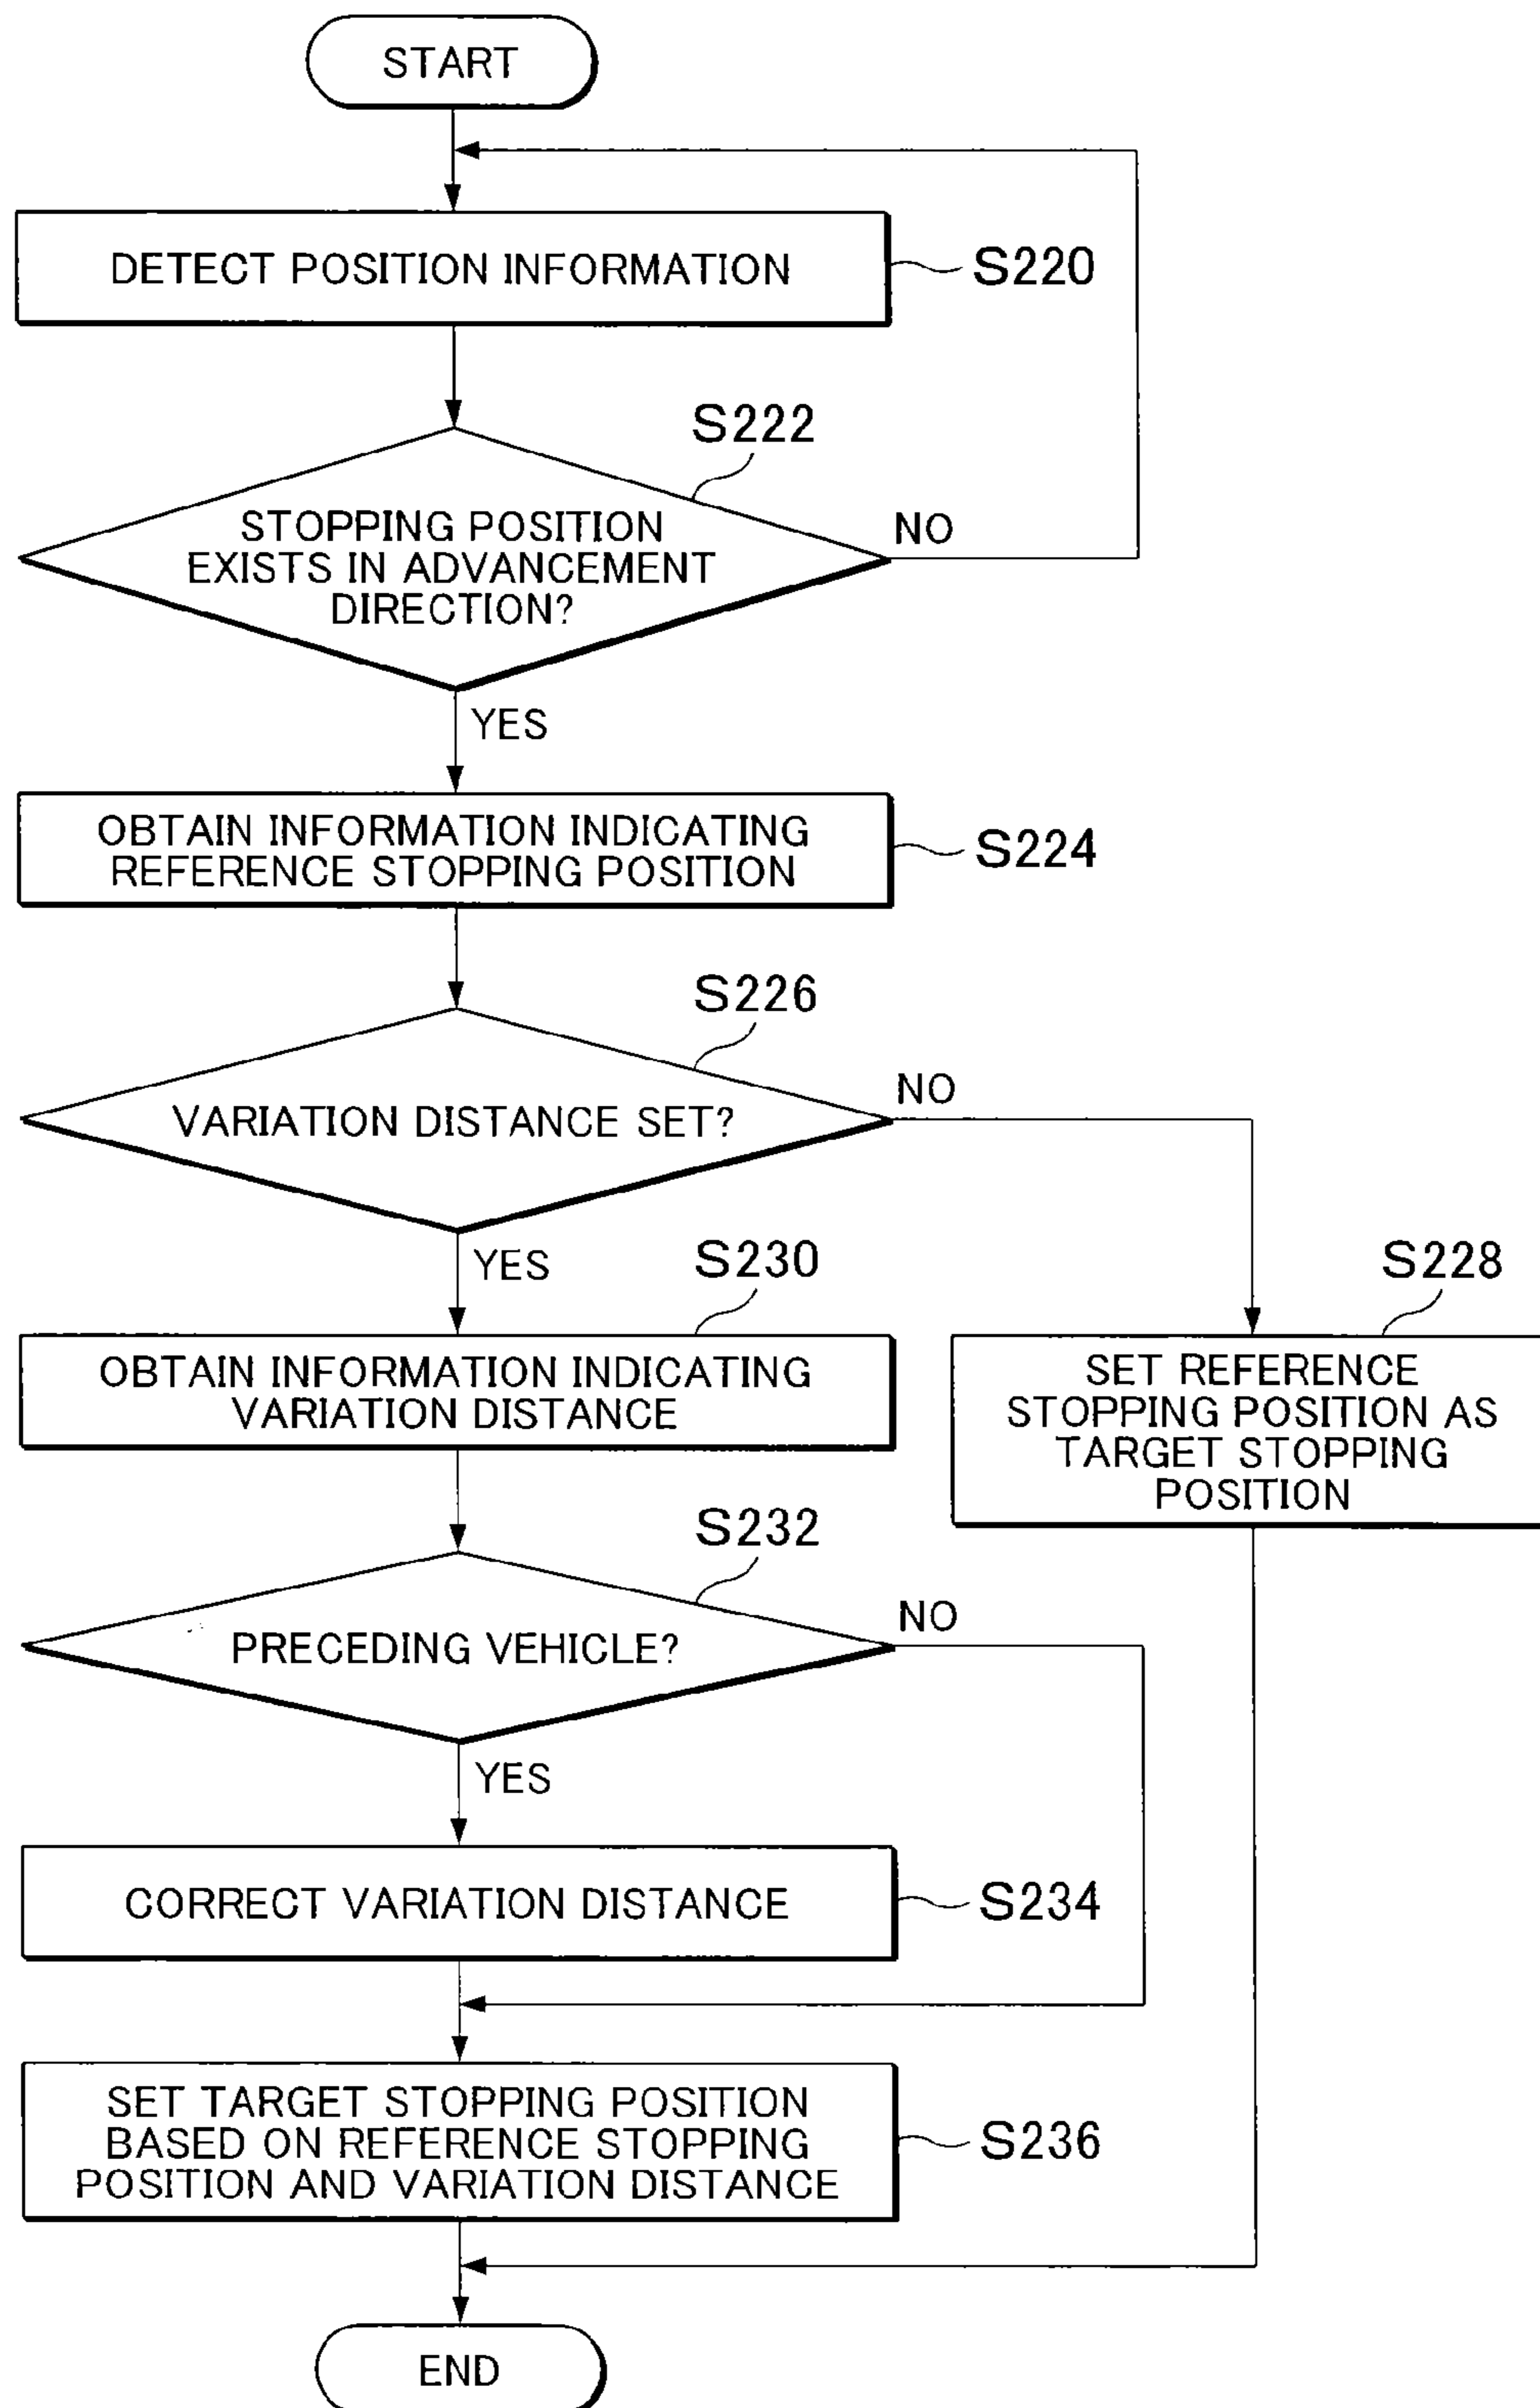 START
DETECT POSITION INFORMATION
S220
S222
STOPPING POSITION
EXISTS IN ADVANCEMENT
DIRECTION?
NO
YES
OBTAIN INFORMATION INDICATING
REFERENCE STOPPING POSITION
S224
S226
VARIATION DISTANCE SET?
NO
YES
S230
OBTAIN INFORMATION INDICATING
VARIATION DISTANCE
S228
SET REFERENCE
STOPPING POSITION AS
TARGET STOPPING
POSITION
S232
PRECEDING VEHICLE?
NO
YES
CORRECT VARIATION DISTANCE
S234
SET TARGET STOPPING POSITION
BASED ON REFERENCE STOPPING
POSITION AND VARIATION DISTANCE
S236
END